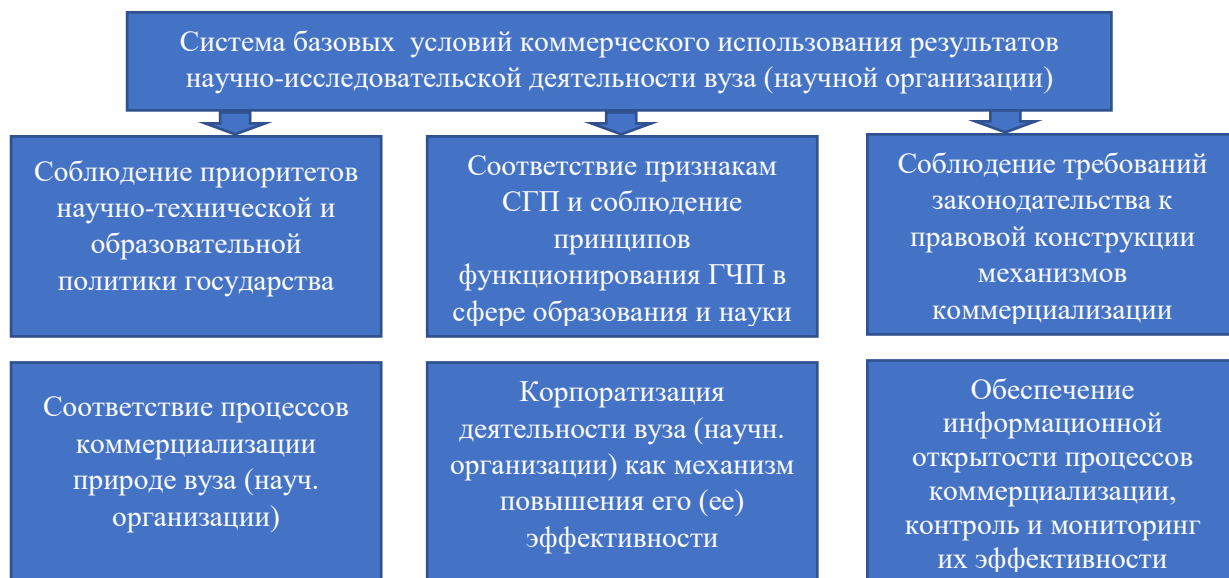 Система базовых  условий коммерческого использования результатов
научно-исследовательской деятельности вуза (научной организации)
Соблюдение приоритетов
научно-технической и
образовательной
политики государства
Соответствие признакам
СГП и соблюдение
принципов
функционирования ГЧП в
сфере образования и науки
Соблюдение требований
законодательства к
правовой конструкции
механизмов
коммерциализации
Соответствие процессов
коммерциализации
природе вуза (науч.
организации)
Корпоратизация
деятельности вуза (научн.
организации) как механизм
повышения его (ее)
эффективности
Обеспечение
информационной
открытости процессов
коммерциализации,
контроль и мониторинг
их эффективности